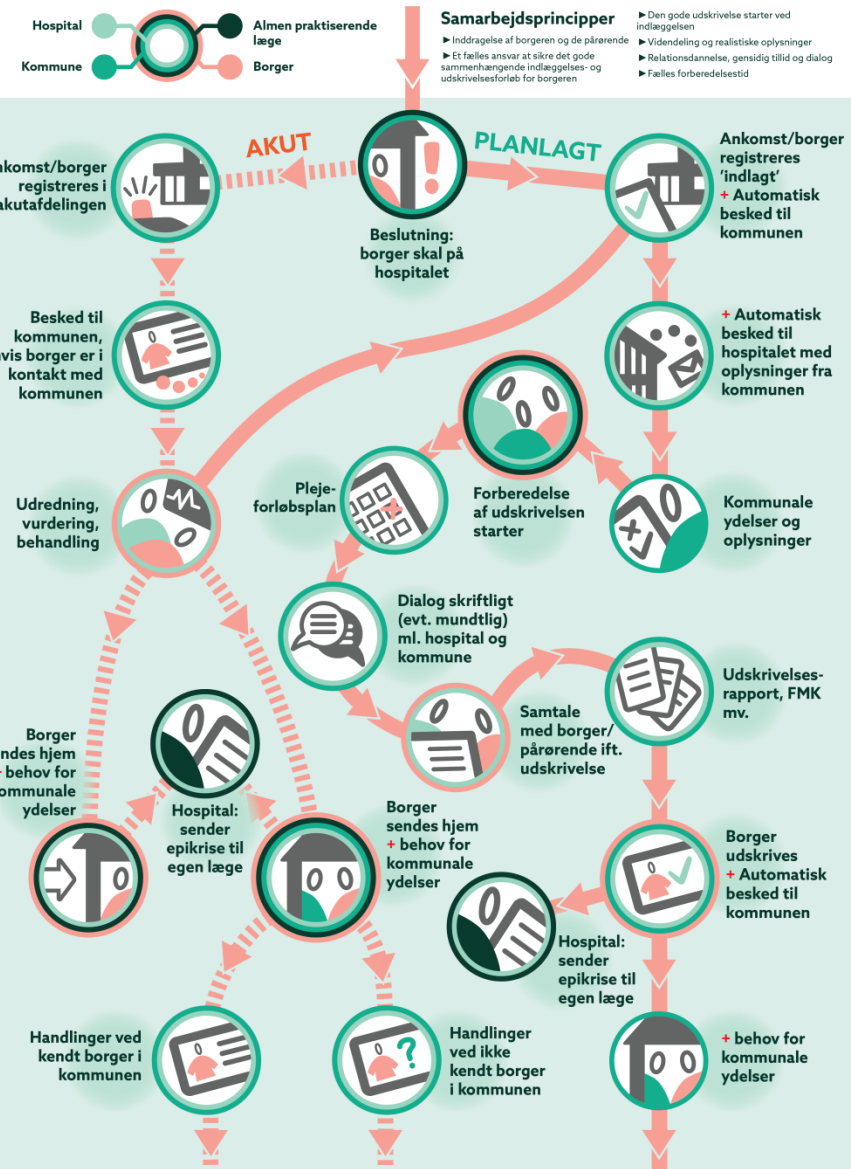 Hospital
Kommune
Almen praktiserende
læge
Borger
Samarbejdsprincipper
▶ Inddragelse af borgeren og de pårørende
▶ Et fælles ansvar at sikre det gode
sammenhængende indlæggelses- og
udskrivelsesforløb for borgeren
▶ Den gode udskrivelse starter ved
indlæggelsen
▶ Videndeling og realistiske oplysninger
▶ Relationsdannelse, gensidig tillid og dialog
▶ Fælles forberedelsestid
AKUT
PLANLAGT
nkomst/borger
registreres i
akutafdelingen
Beslutning:
borger skal på
hospitalet
Ankomst/borger
registreres
'indlagt'
+ Automatisk
besked til
kommunen
Besked til
kommunen,
vis borger er i
kontakt med
kommunen
+ Automatisk
besked til
hospitalet med
oplysninger fra
kommunen
Udredning,
vurdering,
behandling
Pleje-
forløbsplan
Forberedelse
af udskrivelsen
starter
Kommunale
ydelser og
oplysninger
Dialog skriftligt
(evt. mundtlig)
ml. hospital og
kommune
Samtale
med borger/
pårørende ift.
udskrivelse
Udskrivelses-
rapport, FMK
mv.
Borger
ndes hjem
+ behov for
ommunale
ydelser
Hospital:
sender
epikrise til
egen læge
Borger
sendes hjem
+ behov for
kommunale
ydelser
Borger
udskrives
+ Automatisk
besked til
kommunen
Hospital:
sender
epikrise til
egen læge
Handlinger ved
kendt borger i
kommunen
?
Handlinger
ved ikke
kendt borger
i kommunen
+ behov for
kommunale
ydelser